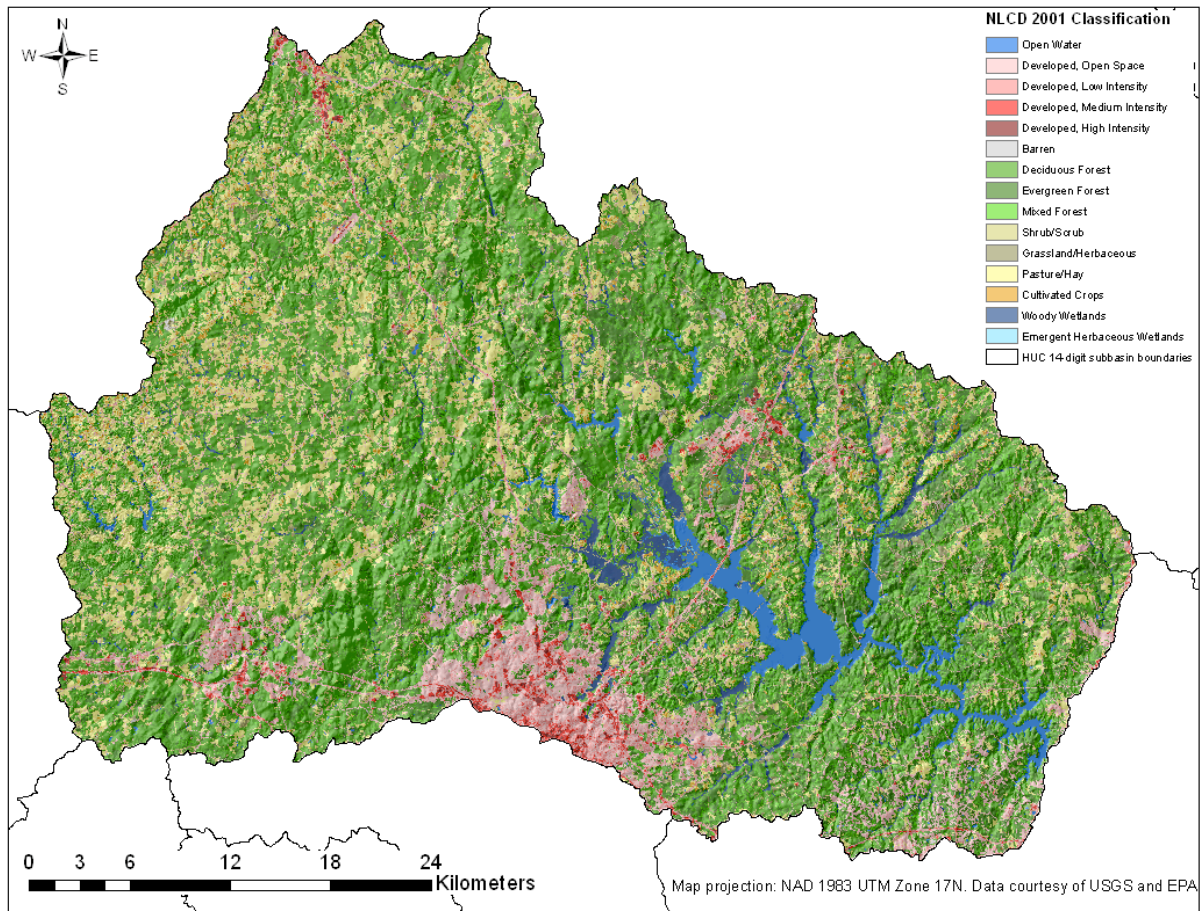 NLCD 2001 Classification
N
W E
S
Open Water
Developed, Open Space
Developed, Low Intensity
Developed, Medium Intensity
Developed, High Intensity
Barren
Deciduous Forest
Evergreen Forest
Mixed Forest
Shrub/Scrub
Grassland/Herbaceous
Pasture/Hay
Cultivated Crops
Woody Wetlands
Emergent Herbaceous Wetlands
HUC 14-digit subbasin boundaries
0 3 6 12 18 24
Kilometers
Map projection: NAD 1983 UTM Zone 17N. Data courtesy of USGS and EPA